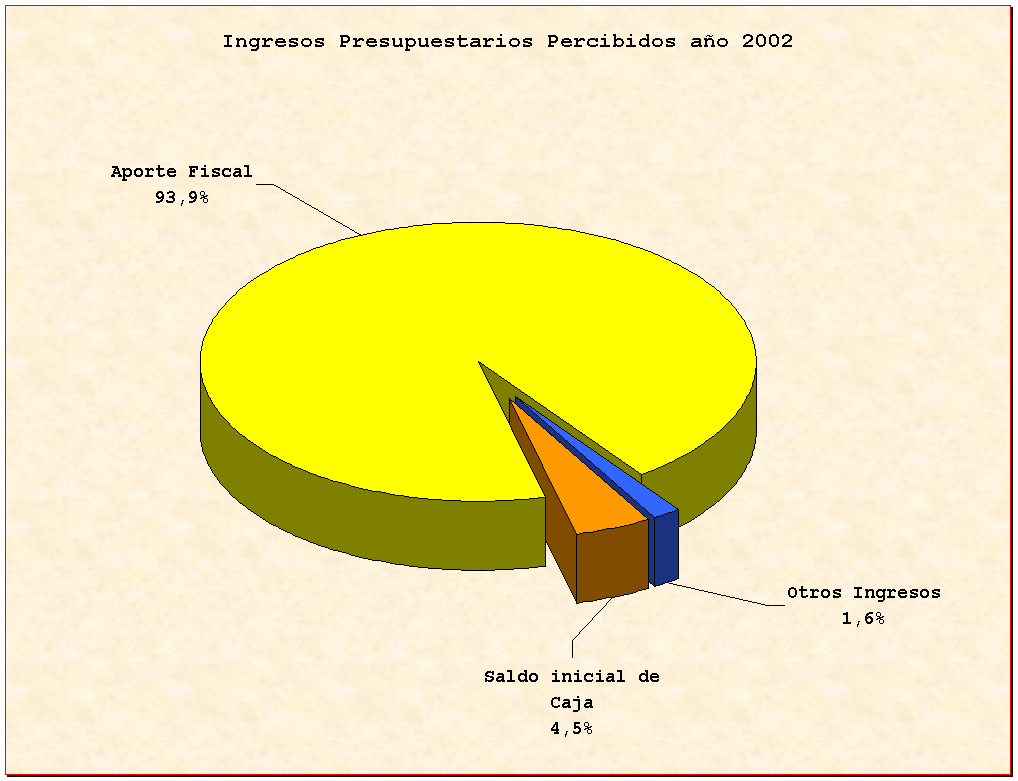 Ingresos Presupuestarios Percibidos año 2002
Aporte Fiscal
93,9%
Otros Ingresos
1,6%
Saldo inicial de
Caja
4,5%